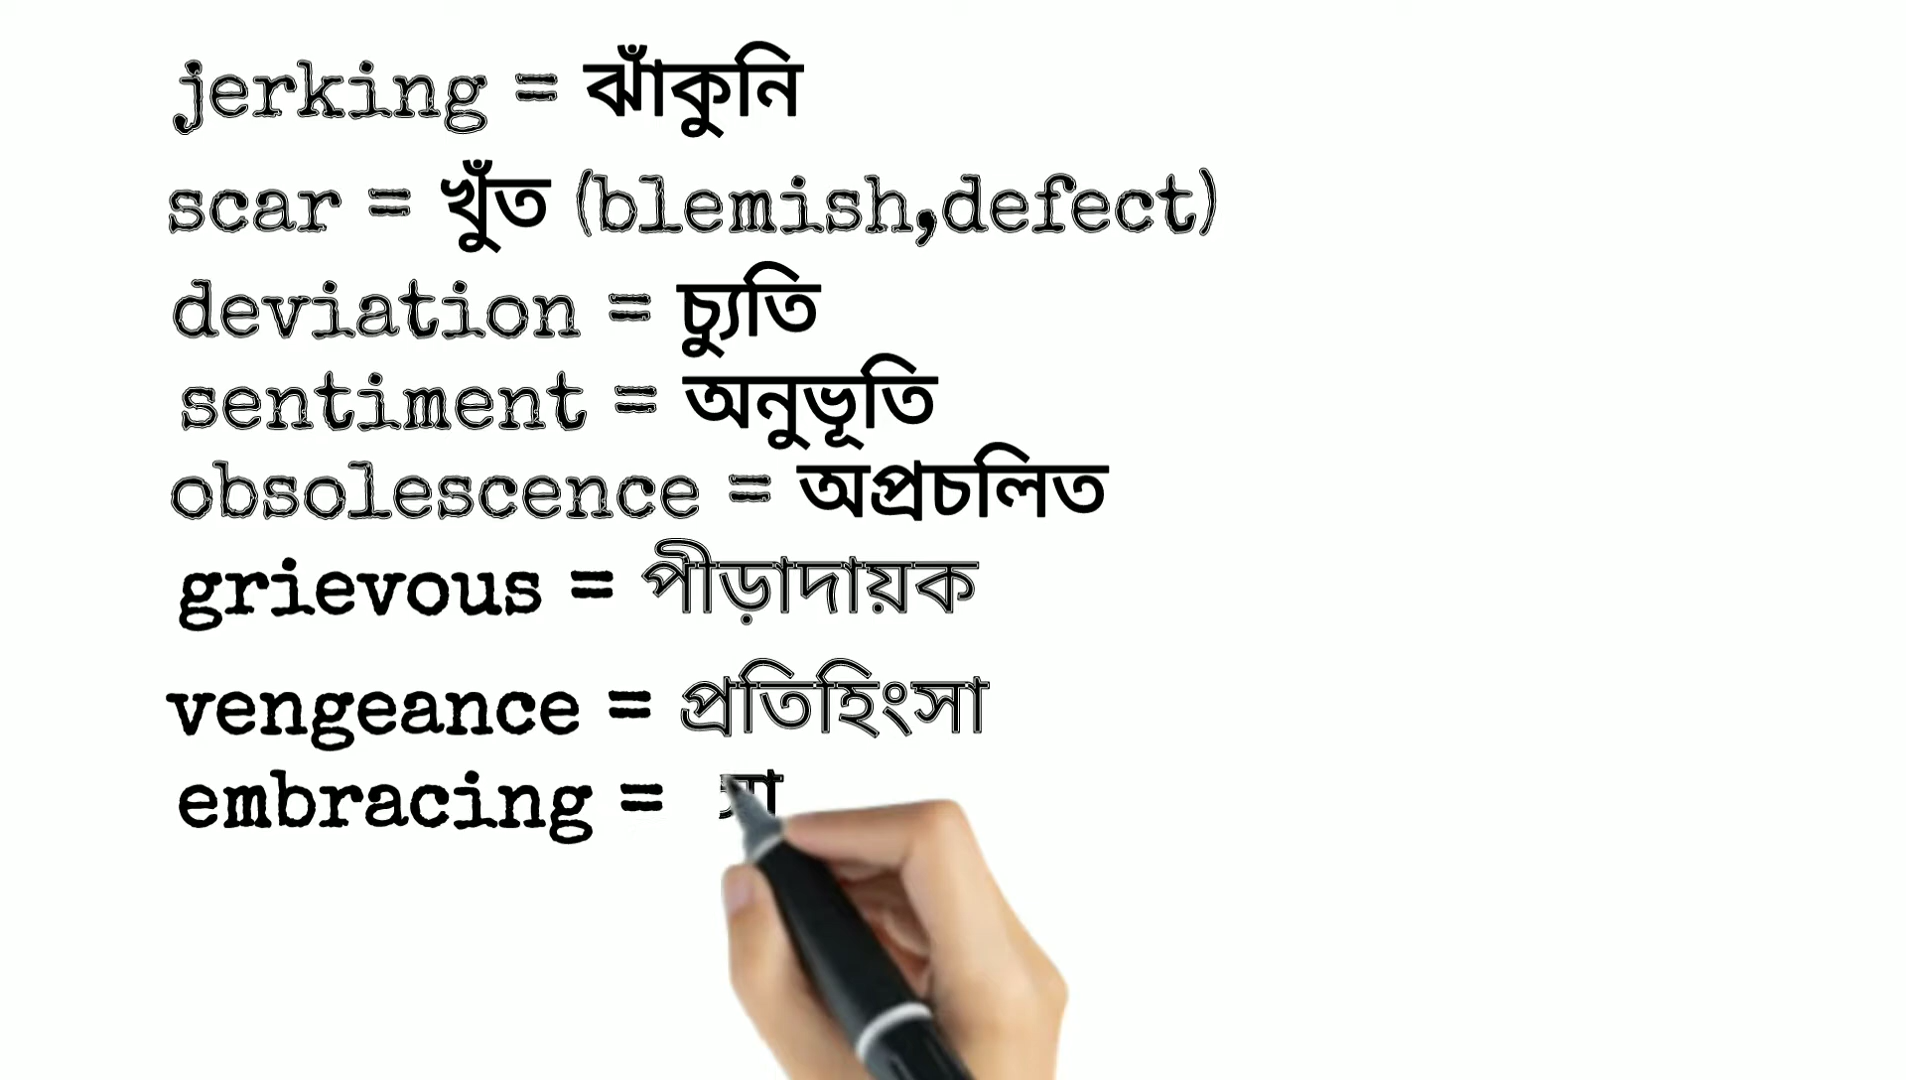 jerking = ঝাঁকুনি
scar = খুঁত (blemish,defect)
deviation = চ্যুতি
sentiment = অনুভূতি
obsolescence = অপ্রচলিত
grievous = পীড়াদায়ক
vengeance = প্রতিহিংসা
embracing =